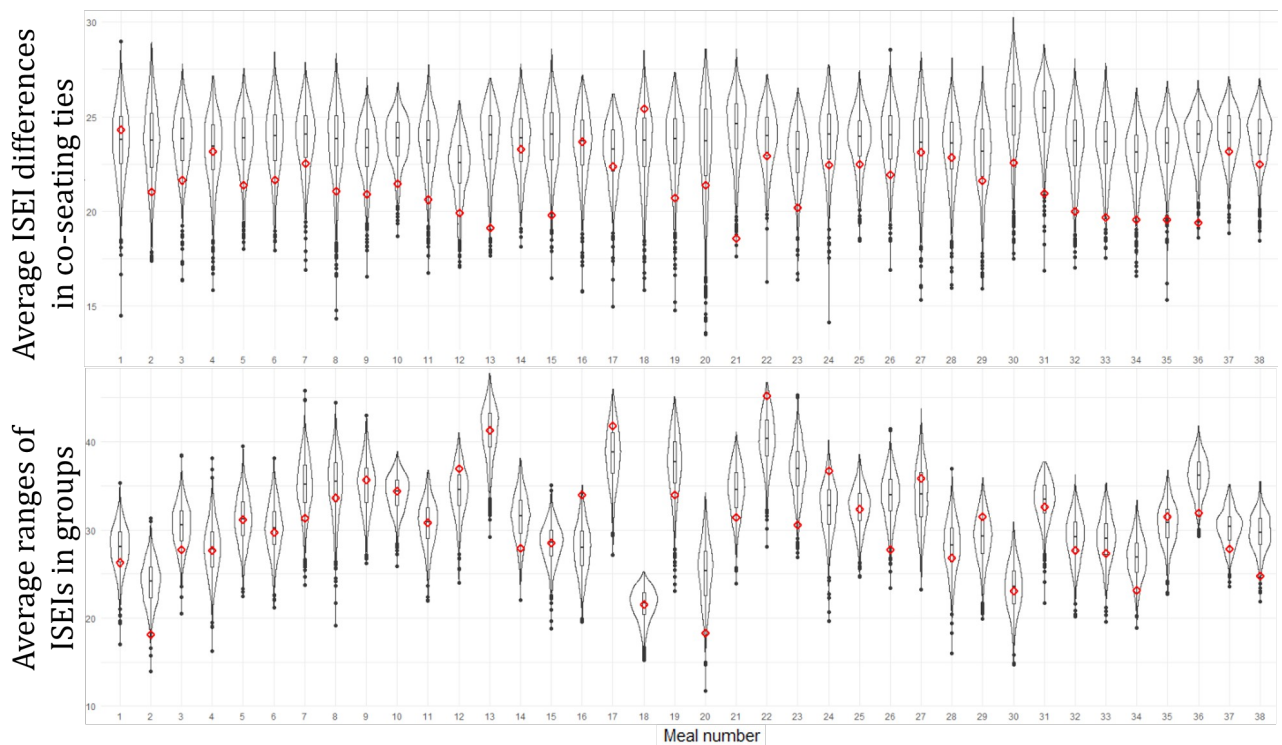 Average ISEI differences
in co-seating ties
30
25
20
15
1 2 3 4 5 6 7 8 9 10 11 12 13 14 15 16 17 18 19 20 21 22 23 24 25 26 27 28 29 30 31 32 33 34 35 36 37 38
Average ranges of
ISEIs in groups
40
30
20
10
1 2 3 4 5 6 7 8 9 10 11 12 13 14 15 16 17 18 19 20 21 22 23 24 25 26 27 28 29 30 31 32 33 34 35 36 37 38
Meal number